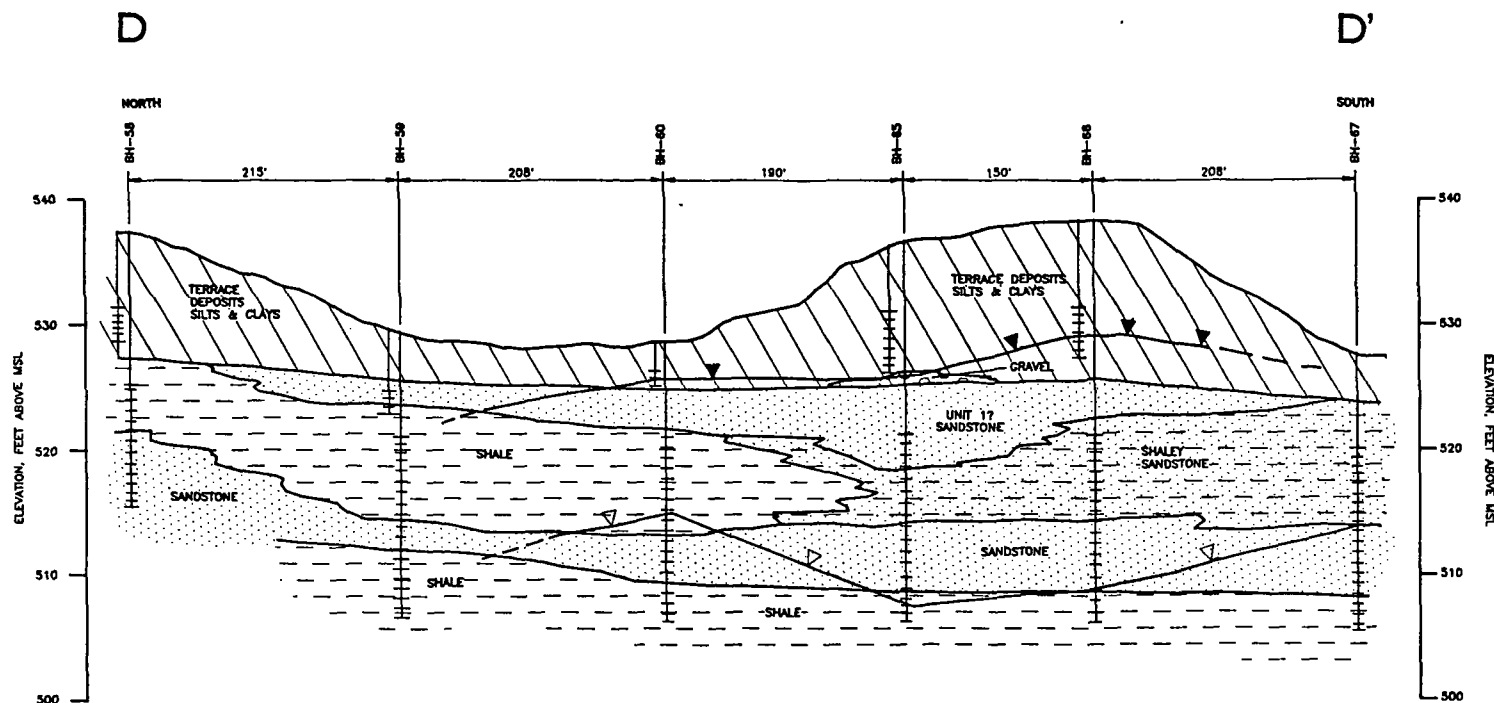 D
D'
NORTH
SOUTH
BH-58
BH-59
BH-60
BH-65
BH-66
BH-67
215'
208'
190'
150'
208'
540
540
530
530
520
520
510
510
500
500
ELEVATION, FEET ABOVE MSL
ELEVATION, FEET ABOVE MSL
TERRACE
DEPOSITS
SILTS & CLAYS
TERRACE DEPOSITS
SILTS & CLAYS
GRAVEL
UNIT 1?
SANDSTONE
SHALE
SHALEY
SANDSTONE
SANDSTONE
SANDSTONE
SHALE
SHALE